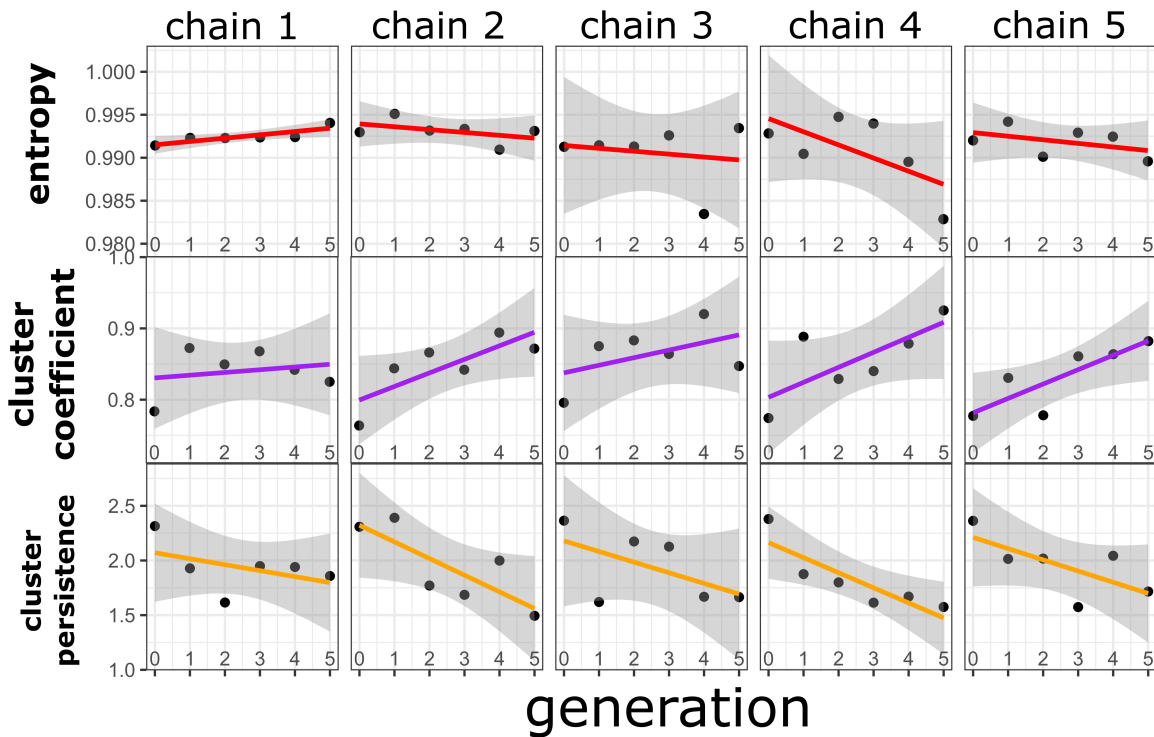 chain 1 chain 2 chain 3 chain 4 chain 5
entropy
1.000
0.995
0.990
0.985
0.980
0 1 2 3 4 5 0 1 2 3 4 5 0 1 2 3 4 5 0 1 2 3 4 5 0 1 2 3 4 5
cluster
coefficient
1.0
0.9
0.8
0 1 2 3 4 5 0 1 2 3 4 5 0 1 2 3 4 5 0 1 2 3 4 5 0 1 2 3 4 5
cluster
persistence
2.5
2.0
1.5
1.0
0 1 2 3 4 5 0 1 2 3 4 5 0 1 2 3 4 5 0 1 2 3 4 5 0 1 2 3 4 5
generation